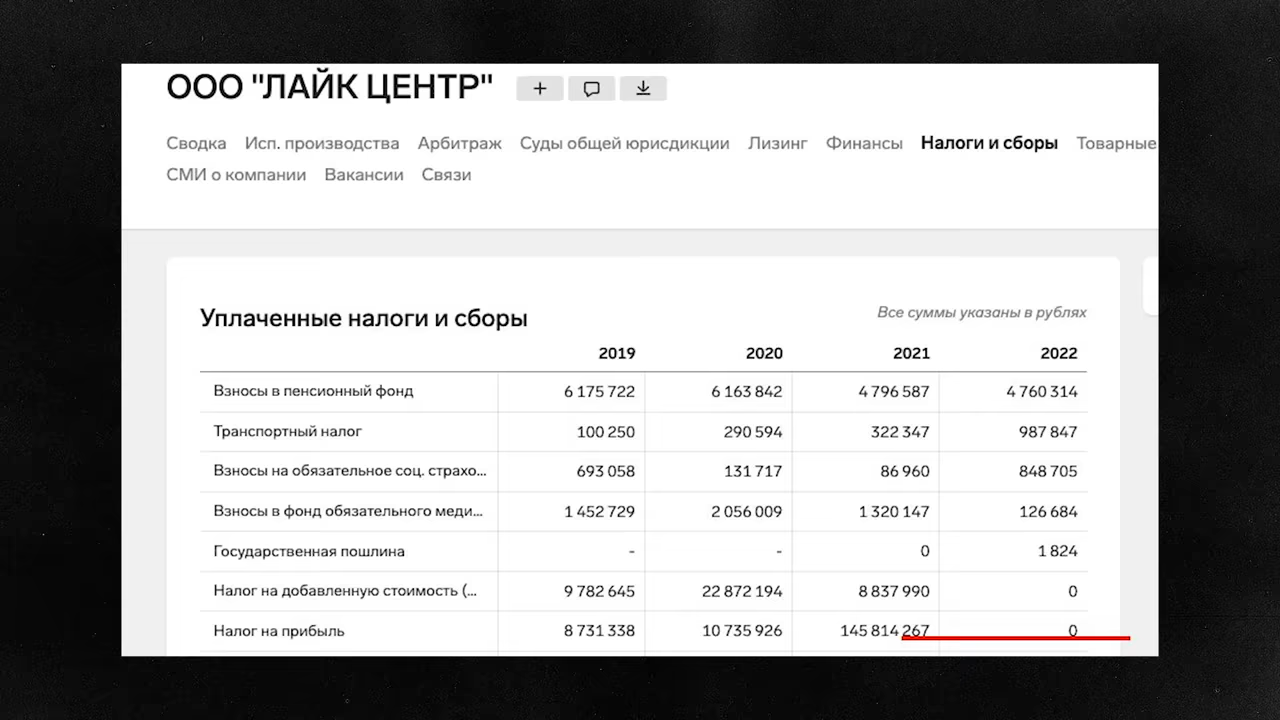 ООО "ЛАЙК ЦЕНТР"
Сводка Исп. производства Арбитраж Суды общей юрисдикции Лизинг Финансы Налоги и сборы Товарные
СМИ о компании Вакансии Связи
Уплаченные налоги и сборы Все суммы указаны в рублях
2019 2020 2021 2022
Взносы в пенсионный фонд 6 175 722 6 163 842 4 796 587 4 760 314
Транспортный налог 100 250 290 594 322 347 987 847
Взносы на обязательное соц. страхо... 693 058 131 717 86 960 848 705
Взносы в фонд обязательного меди... 1 452 729 2 056 009 1 320 147 126 684
Государственная пошлина - - 0 1 824
Налог на добавленную стоимость (... 9 782 645 22 872 194 8 837 990 0
Налог на прибыль 8 731 338 10 735 926 145 814 267 0